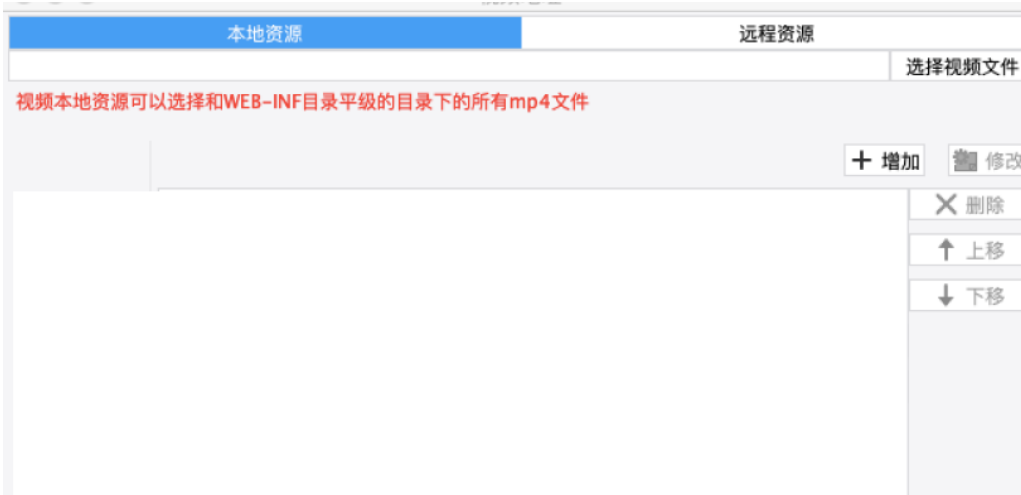 本地资源
远程资源
选择视频文件
视频本地资源可以选择和WEB-INF目录平级的目录下的所有mp4文件
增加
修改
删除
上移
下移